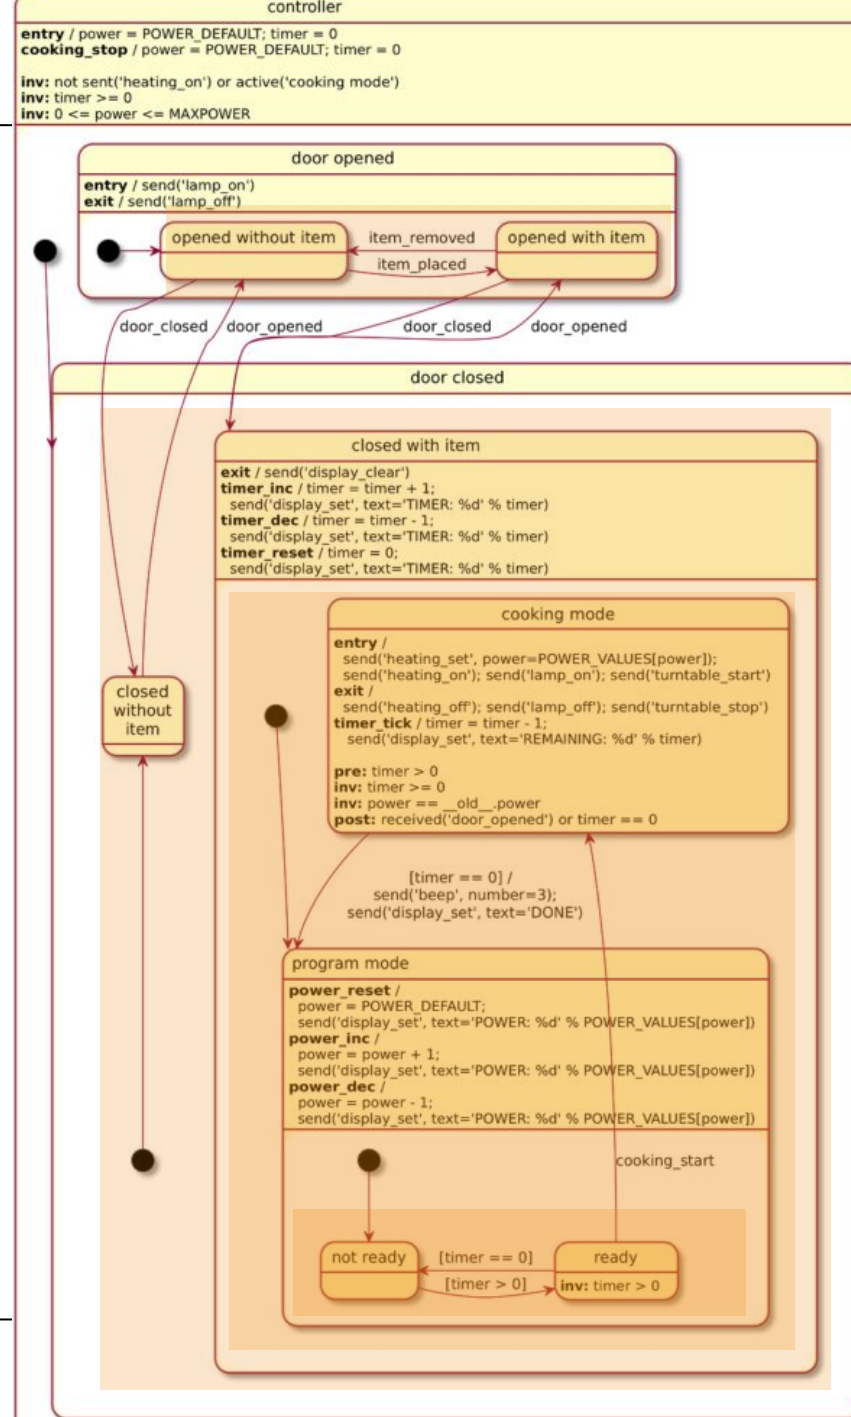 controller
entry / power = POWER_DEFAULT; timer = 0
cooking_stop / power = POWER_DEFAULT; timer = 0
inv: not sent('heating_on') or active('cooking mode')
inv: timer >= 0
inv: 0 <= power <= MAXPOWER
door opened
entry / send('lamp_on')
exit / send('lamp_off')
opened without item
item_removed
opened with item
item_placed
door_closed
door_opened
door_closed
door_opened
door closed
closed with item
exit / send('display_clear')
timer_inc / timer = timer + 1;
send('display_set', text='TIMER: %d' % timer)
timer_dec / timer = timer - 1;
send('display_set', text='TIMER: %d' % timer)
timer_reset / timer = 0;
send('display_set', text='TIMER: %d' % timer)
cooking mode
entry /
send('heating_set', power=POWER_VALUES[power]);
send('heating_on'); send('lamp_on'); send('turntable_start')
exit /
send('heating_off'); send('lamp_off'); send('turntable_stop')
timer_tick / timer = timer - 1;
send('display_set', text='REMAINING: %d' % timer)
pre: timer > 0
inv: timer >= 0
inv: power == __old__.power
post: received('door_opened') or timer == 0
closed
without
item
[timer == 0] /
send('beep', number=3);
send('display_set', text='DONE')
program mode
power_reset /
power = POWER_DEFAULT;
send('display_set', text='POWER: %d' % POWER_VALUES[power])
power_inc /
power = power + 1;
send('display_set', text='POWER: %d' % POWER_VALUES[power])
power_dec /
power = power - 1;
send('display_set', text='POWER: %d' % POWER_VALUES[power])
cooking_start
not ready
[timer == 0]
ready
[timer > 0]
inv: timer > 0